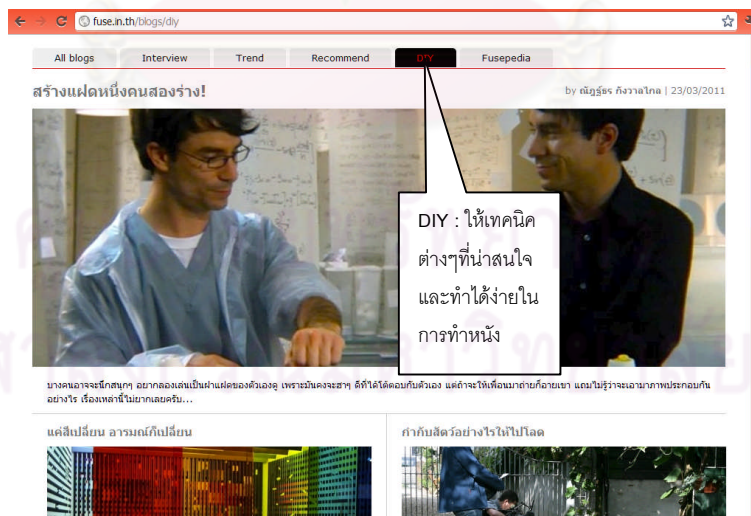 fuse.in.th/blogs/diy
All blogs Interview Trend Recommend DIY Fusepedia
สร้างแฝดหนึ่งคนสองร่าง!
by ณัฏฐ์ธร กังวาลไกล | 23/03/2011
DIY : ให้เทคนิค
ต่างๆที่น่าสนใจ
และทำได้ง่ายใน
การทำหนัง
บางคนอาจจะนึกสนุกๆ อยากลองเล่นเป็นฝาแฝดของตัวเองดู เพราะมันคงจะฮาๆ ดีที่ได้โต้ตอบกับตัวเอง แต่ถ้าจะให้เพื่อนมาถ่ายก็อายเขา แถมไม่รู้ว่าจะเอามาภาพประกอบกัน
อย่างไร เรื่องเหล่านี้ไม่ยากเลยครับ...
แค่สีเปลี่ยน อารมณ์ก็เปลี่ยน
กำกับสัตว์อย่างไรให้ไปโลด